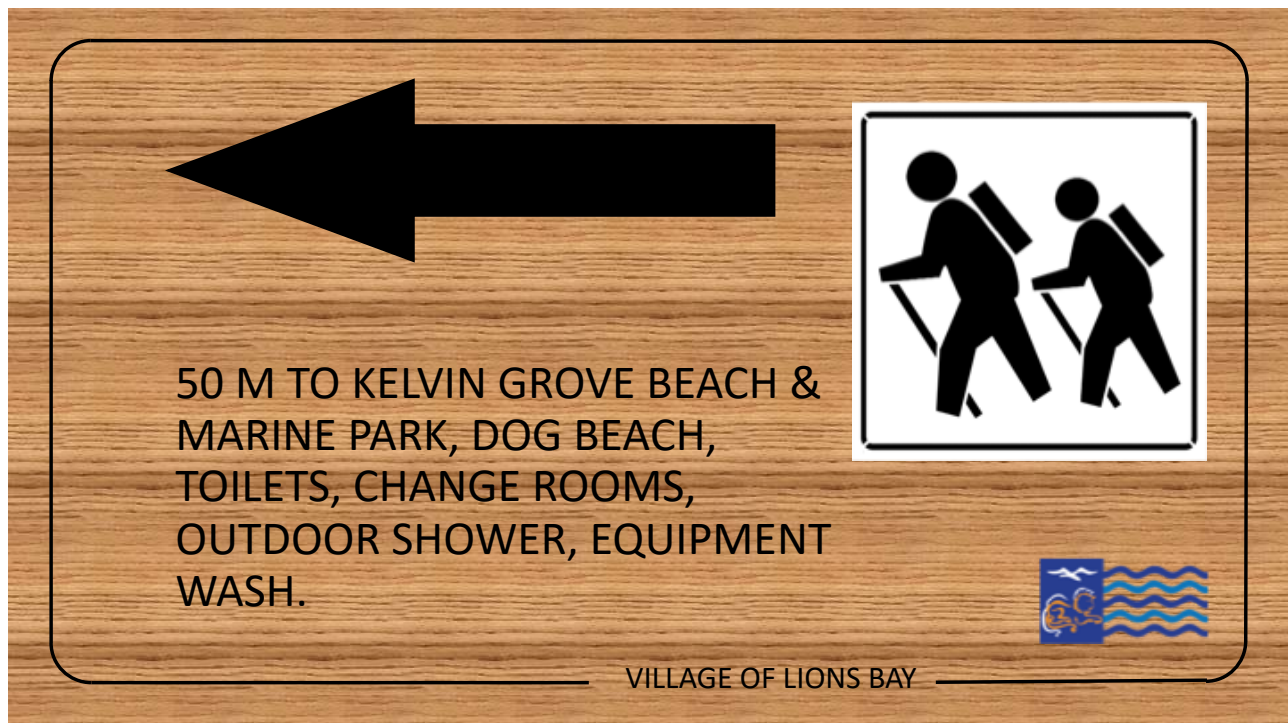 50 M TO KELVIN GROVE BEACH &
MARINE PARK, DOG BEACH,
TOILETS, CHANGE ROOMS,
OUTDOOR SHOWER, EQUIPMENT
WASH.
VILLAGE OF LIONS BAY